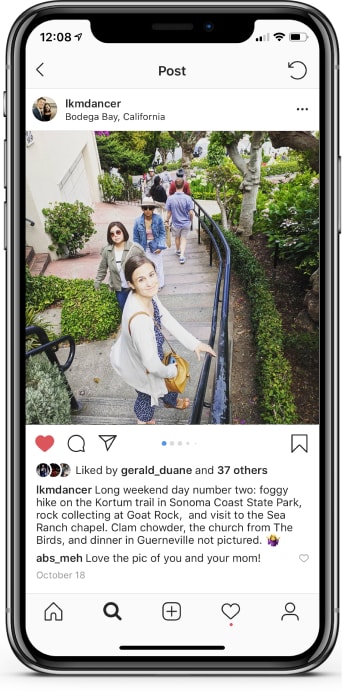 12:08
Post
lkmdancer
Bodega Bay, California
Liked by gerald_duane and 37 others
lkmdancer Long weekend day number two: foggy
hike on the Kortum trail in Sonoma Coast State Park,
rock collecting at Goat Rock,  and visit to the Sea
Ranch chapel. Clam chowder, the church from The
Birds, and dinner in Guerneville not pictured. 🤷‍♀️
abs_meh Love the pic of you and your mom!
October 18